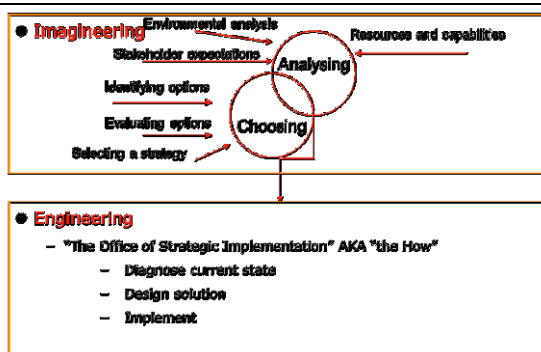 ● Imagineering
Environmental analysis
Resources and capabilities
Stakeholder expectations
Analysing
Identifying options
Evaluating options
Choosing
Selecting a strategy
● Engineering
– "The Office of Strategic Implementation" AKA "the How"
– Diagnose current state
– Design solution
– Implement